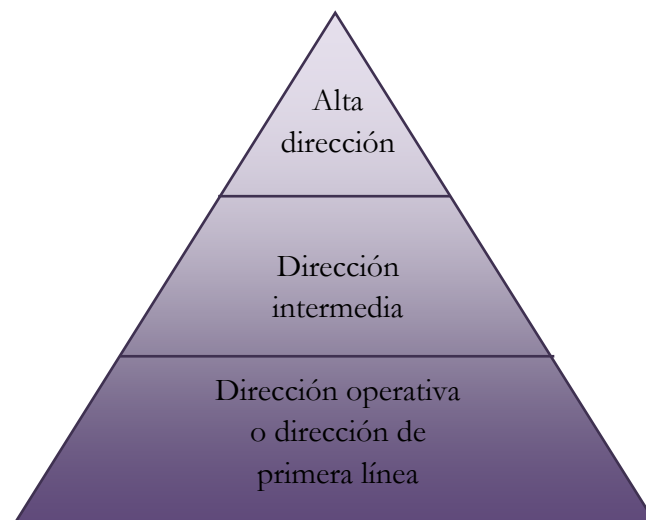 Alta
dirección
Dirección
intermedia
Dirección operativa
o dirección de
primera línea